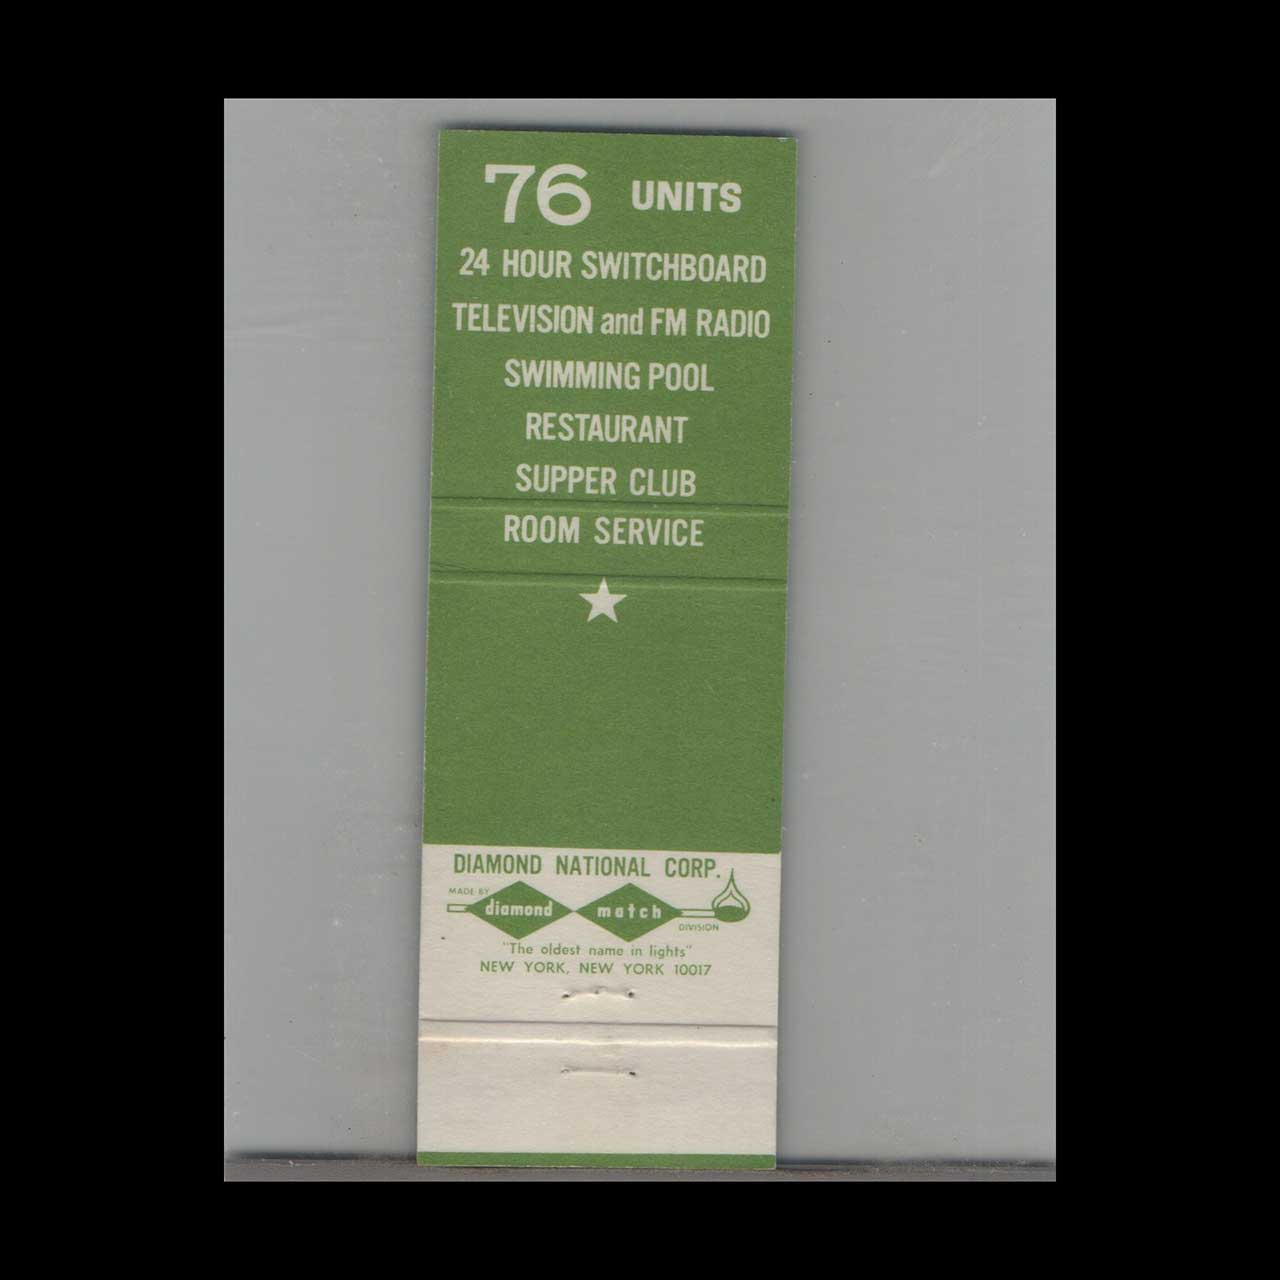 76 UNITS
24 HOUR SWITCHBOARD
TELEVISION and FM RADIO
SWIMMING POOL
RESTAURANT
SUPPER CLUB
ROOM SERVICE
DIAMOND NATIONAL CORP.
MADE BY
diamond match
DIVISION
"The oldest name in lights"
NEW YORK, NEW YORK 10017